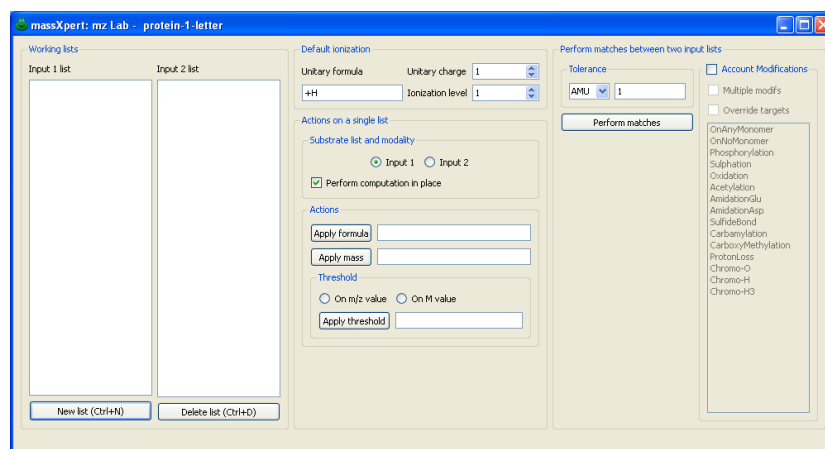 massXpert: mz Lab - protein-1-letter
Working lists
Input 1 list
Input 2 list
New list (Ctrl+N)
Delete list (Ctrl+D)
Default ionization
Unitary formula
Unitary charge 1
+H
Ionization level 1
Actions on a single list
Substrate list and modality
Input 1 Input 2
Perform computation in place
Actions
Apply formula
Apply mass
Threshold
On m/z value On M value
Apply threshold
Perform matches between two input lists
Tolerance
AMU 1
Perform matches
Account Modifications
Multiple modifs
Override targets
OnAnyMonomer
OnNoMonomer
Phosphorylation
Sulphation
Oxidation
Acetylation
AmidationGlu
AmidationAsp
SulfideBond
Carbamylation
CarboxyMethylation
ProtonLoss
Chromo-O
Chromo-H
Chromo-H3